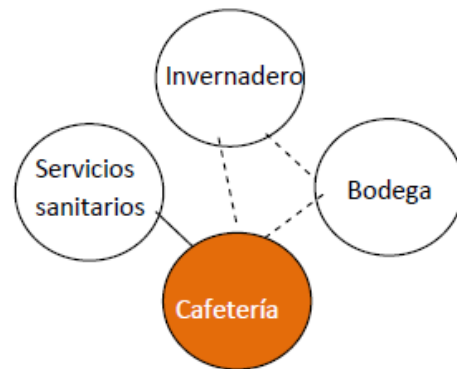 Invernadero
Servicios
sanitarios
Bodega
Cafetería